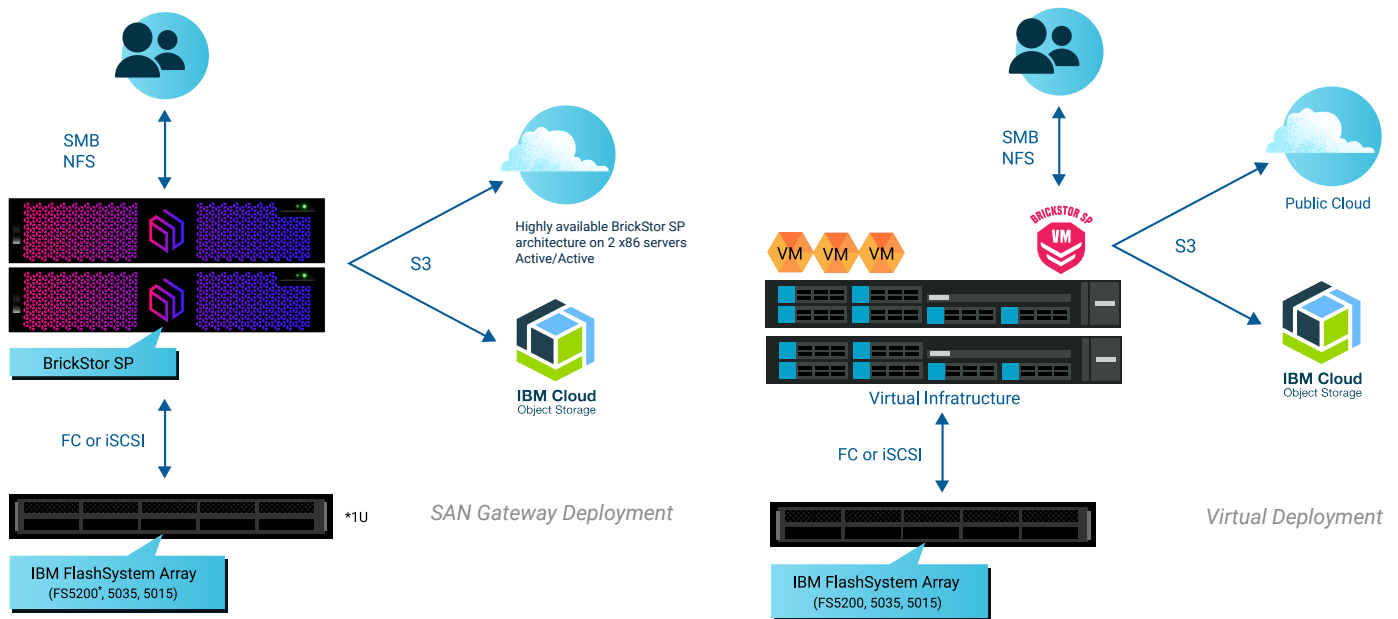 SMB
NFS
Highly available BrickStor SP
architecture on 2 x86 servers
Active/Active
S3
BrickStor SP
IBM Cloud
Object Storage
FC or iSCSI
*1U
SAN Gateway Deployment
IBM FlashSystem Array
(FS5200*, 5035, 5015)
SMB
NFS
Public Cloud
BRICKSTOR SP
VM
VM VM VM
S3
IBM Cloud
Object Storage
Virtual Infratructure
FC or iSCSI
Virtual Deployment
IBM FlashSystem Array
(FS5200, 5035, 5015)